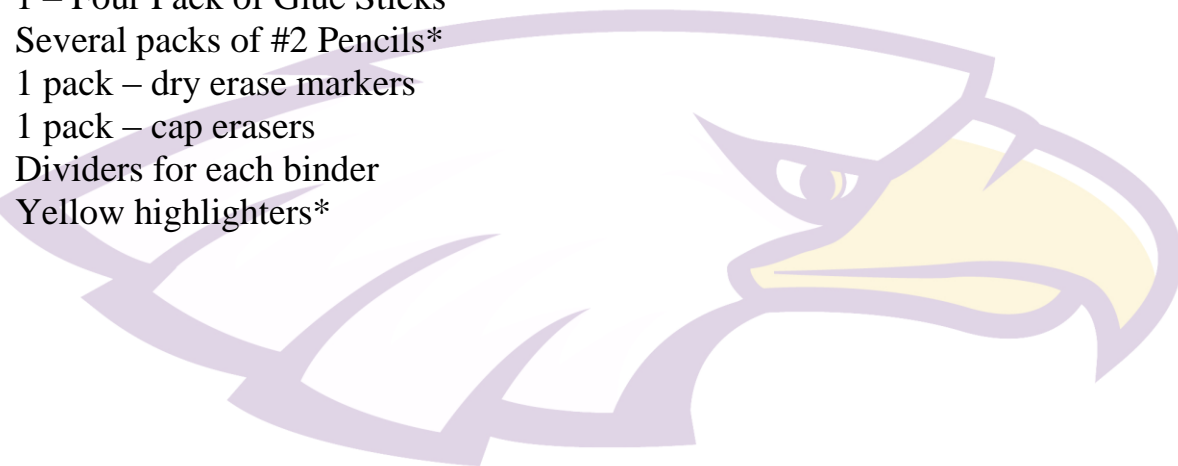 1 – Four Pack of Glue Sticks
Several packs of #2 Pencils*
1 pack – dry erase markers
1 pack – cap erasers
Dividers for each binder
Yellow highlighters*